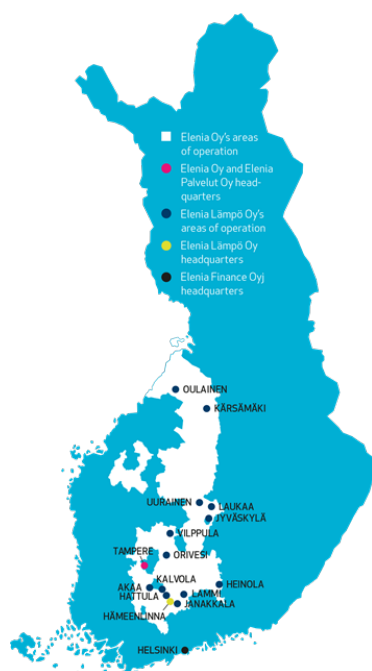 Elenia Oy's areas
of operation
Elenia Oy and Elenia
Palvelut Oy head-
quarters
Elenia Lämpö Oy's
areas of operation
Elenia Lämpö Oy
headquarters
Elenia Finance Oyj
headquarters
OULAINEN
KÄRSÄMÄKI
UURAINEN
LAUKAA
JYVÄSKYLÄ
VILPPULA
TAMPERE
ORIVESI
AKAA
KALVOLA
HEINOLA
HATTULA
LAMMI
JANAKKALA
HÄMEENLINNA
HELSINKI